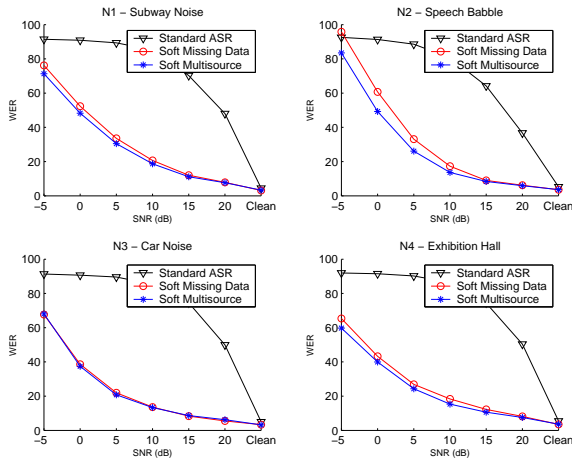 N1 – Subway Noise
100
80
60
40
20
0
WER
Standard ASR
Soft Missing Data
Soft Multisource
−5 0 5 10 15 20 Clean
SNR (dB)
N2 – Speech Babble
100
80
60
40
20
0
WER
Standard ASR
Soft Missing Data
Soft Multisource
−5 0 5 10 15 20 Clean
SNR (dB)
N3 – Car Noise
100
80
60
40
20
0
WER
Standard ASR
Soft Missing Data
Soft Multisource
−5 0 5 10 15 20 Clean
SNR (dB)
N4 – Exhibition Hall
100
80
60
40
20
0
WER
Standard ASR
Soft Missing Data
Soft Multisource
−5 0 5 10 15 20 Clean
SNR (dB)